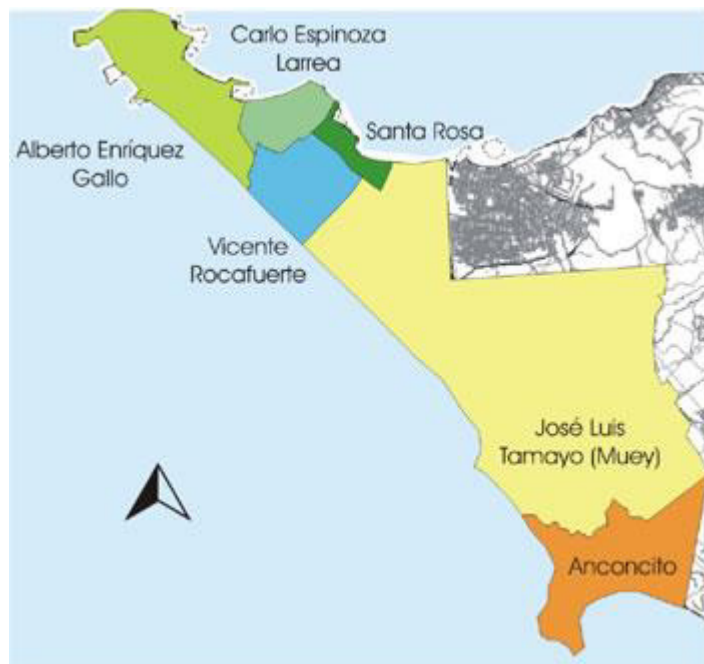 Carlo Espinoza
Larrea
Santa Rosa
Alberto Enríquez
Gallo
Vicente
Rocafuerte
José Luis
Tamayo (Muey)
Anconcito